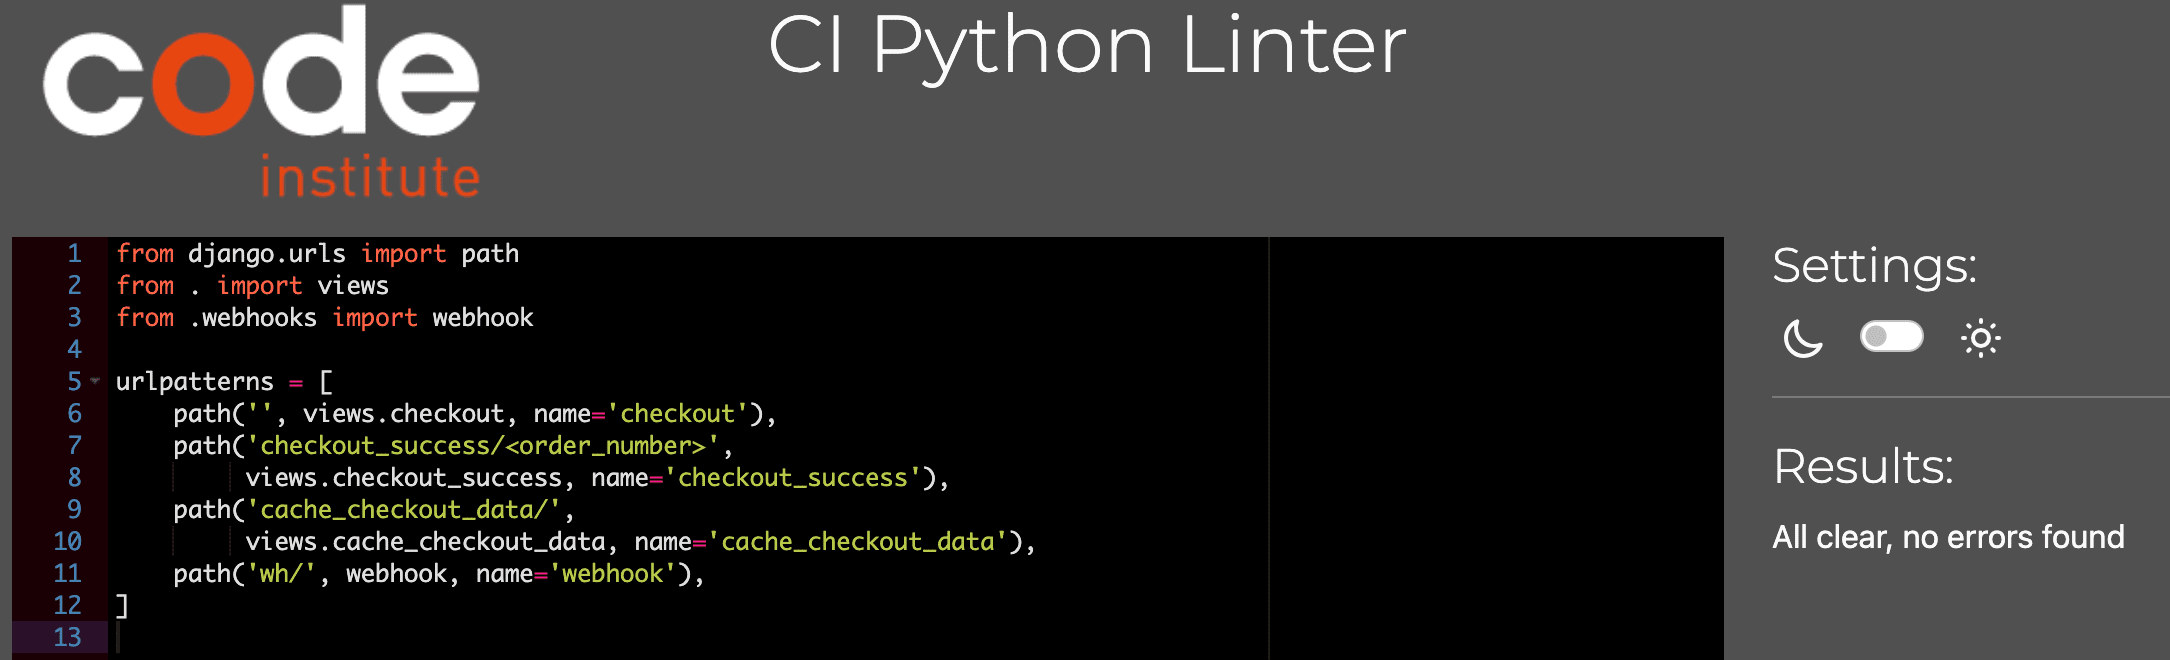 code
institute
CI Python Linter
1 from django.urls import path
2 from . import views
3 from .webhooks import webhook
4
5 urlpatterns = [
6     path('', views.checkout, name='checkout'),
7     path('checkout_success/<order_number>',
8          views.checkout_success, name='checkout_success'),
9     path('cache_checkout_data/',
10          views.cache_checkout_data, name='cache_checkout_data'),
11     path('wh/', webhook, name='webhook'),
12 ]
13
Settings:
Results:
All clear, no errors found